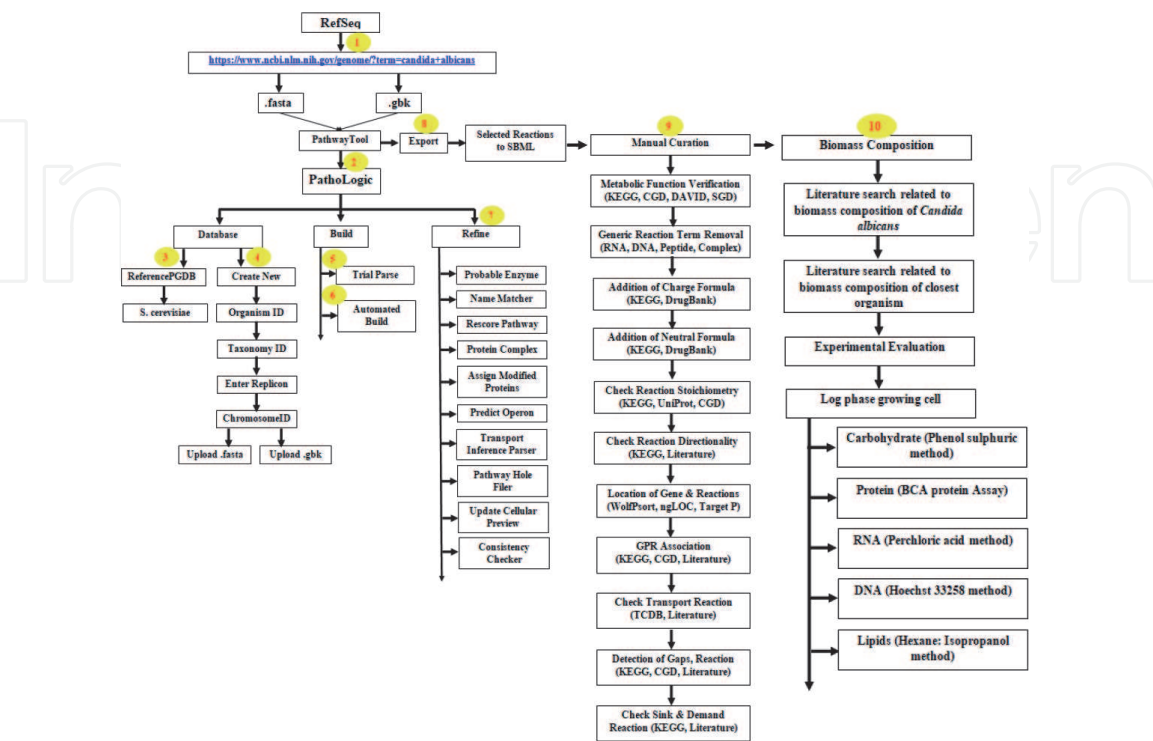 RefSeq
1
https://www.ncbi.nlm.nih.gov/genome/?term=candida+albicans
.fasta
.gbk
PathwayTool
8
Export
Selected Reactions
to SBML
2
PathoLogic
Database
Build
7
Refine
3
ReferencePGDB
S. cerevisiae
4
Create New
Organism ID
Taxonomy ID
Enter Replicon
ChromosomeID
Upload .fasta
Upload .gbk
5
Trial Parse
6
Automated
Build
Probable Enzyme
Name Matcher
Rescore Pathway
Protein Complex
Assign Modified
Proteins
Predict Operon
Transport
Inference Parser
Pathway Hole
Filer
Update Cellular
Preview
Consistency
Checker
9
Manual Curation
Metabolic Function Verification
(KEGG, CGD, DAVID, SGD)
Generic Reaction Term Removal
(RNA, DNA, Peptide, Complex)
Addition of Charge Formula
(KEGG, DrugBank)
Addition of Neutral Formula
(KEGG, DrugBank)
Check Reaction Stoichiometry
(KEGG, UniProt, CGD)
Check Reaction Directionality
(KEGG, Literature)
Location of Gene & Reactions
(WolfPsort, ngLOC, Target P)
GPR Association
(KEGG, CGD, Literature)
Check Transport Reaction
(TCDB, Literature)
Detection of Gaps, Reaction
(KEGG, CGD, Literature)
Check Sink & Demand
Reaction (KEGG, Literature)
10
Biomass Composition
Literature search related to
biomass composition of Candida
albicans
Literature search related to
biomass composition of closest
organism
Experimental Evaluation
Log phase growing cell
Carbohydrate (Phenol sulphuric
method)
Protein (BCA protein Assay)
RNA (Perchloric acid method)
DNA (Hoechst 33258 method)
Lipids (Hexane: Isopropanol
method)